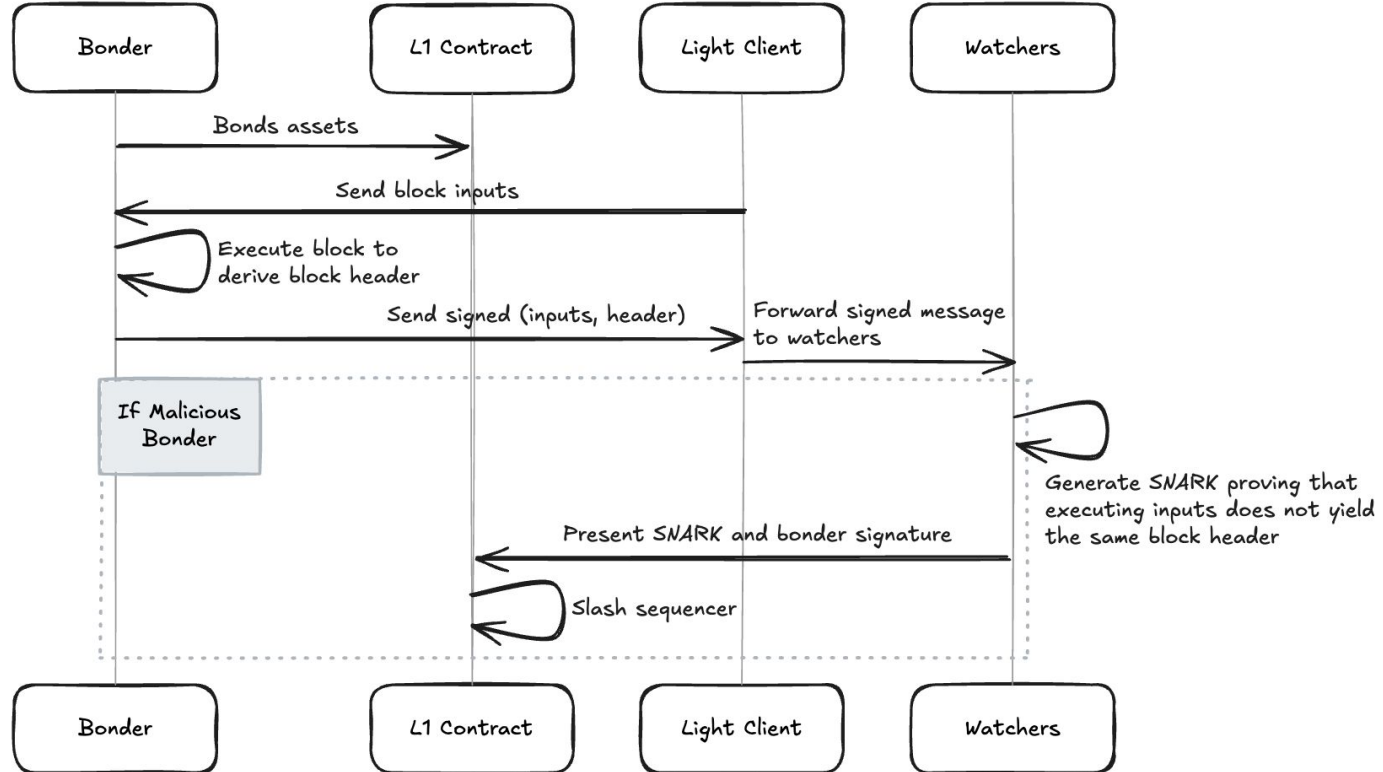 Bonder
L1 Contract
Light Client
Watchers
Bonds assets
Send block inputs
Execute block to
derive block header
Send signed (inputs, header)
Forward signed message
to watchers
If Malicious
Bonder
Generate SNARK proving that
executing inputs does not yield
the same block header
Present SNARK and bonder signature
Slash sequencer
Bonder
L1 Contract
Light Client
Watchers